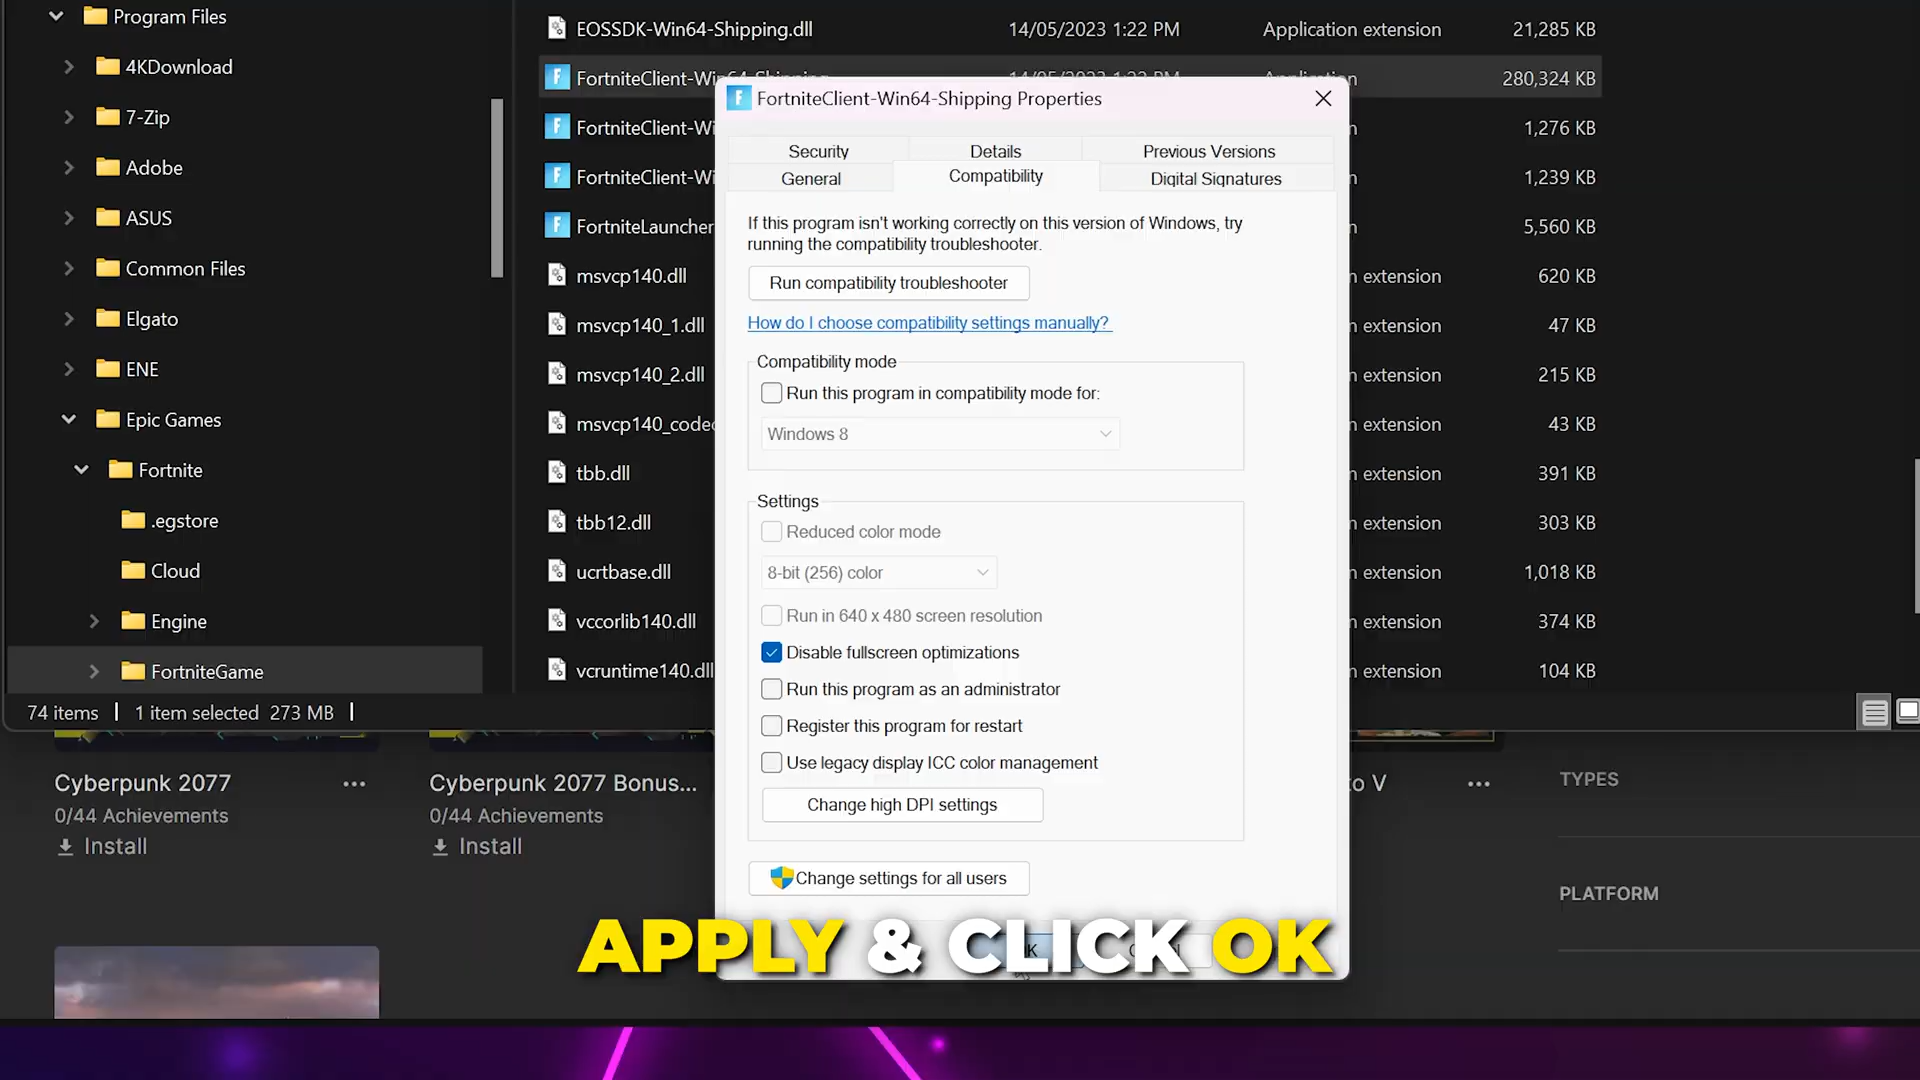 Program Files
4KDownload
7-Zip
Adobe
ASUS
Common Files
Elgato
ENE
Epic Games
Fortnite
.egstore
Cloud
Engine
FortniteGame
74 items | 1 item selected 273 MB |
EOSSDK-Win64-Shipping.dll 14/05/2023 1:22 PM Application extension 21,285 KB
FortniteClient-Win64-Shipping 14/05/2023 1:22 PM Application 280,324 KB
FortniteClient-Wi n 1,276 KB
FortniteClient-Wi n 1,239 KB
FortniteLauncher n 5,560 KB
msvcp140.dll n extension 620 KB
msvcp140_1.dll n extension 47 KB
msvcp140_2.dll n extension 215 KB
msvcp140_codec n extension 43 KB
tbb.dll n extension 391 KB
tbb12.dll n extension 303 KB
ucrtbase.dll n extension 1,018 KB
vccorlib140.dll n extension 374 KB
vcruntime140.dll n extension 104 KB
FortniteClient-Win64-Shipping Properties
Security Details Previous Versions
General Compatibility Digital Signatures
If this program isn't working correctly on this version of Windows, try
running the compatibility troubleshooter.
Run compatibility troubleshooter
How do I choose compatibility settings manually?
Compatibility mode
Run this program in compatibility mode for:
Windows 8
Settings
Reduced color mode
8-bit (256) color
Run in 640 x 480 screen resolution
Disable fullscreen optimizations
Run this program as an administrator
Register this program for restart
Use legacy display ICC color management
Change high DPI settings
Change settings for all users
APPLY & CLICK OK
Cyberpunk 2077
0/44 Achievements
Install
Cyberpunk 2077 Bonus...
0/44 Achievements
Install
to V
TYPES
PLATFORM